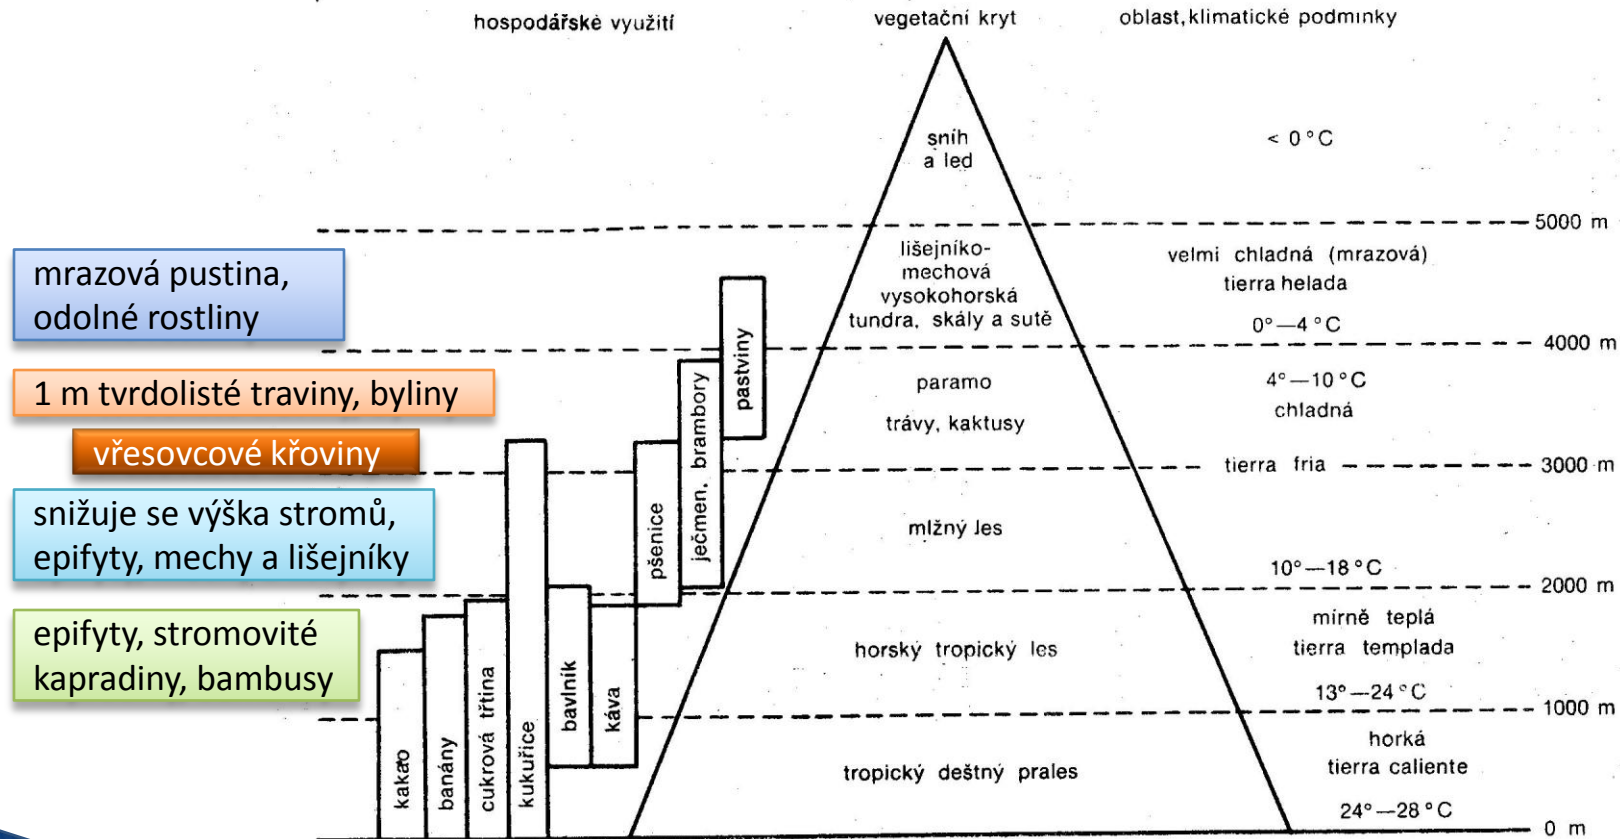 hospodářské využití
vegetační kryt
oblast, klimatické podmínky
sníh
a led
< 0 °C
5000 m
mrazová pustina,
odolné rostliny
lišejníko-
mechová
vysokohorská
tundra, skály a sutě
velmi chladná (mrazová)
tierra helada
0° — 4 °C
4000 m
1 m tvrdolisté traviny, byliny
vřesovcové křoviny
paramo
trávy, kaktusy
4° — 10 °C
chladná
tierra fria
3000 m
snižuje se výška stromů,
epifyty, mechy a lišejníky
mlžný les
10° — 18 °C
2000 m
epifyty, stromovité
kapradiny, bambusy
horský tropický les
mírně teplá
tierra templada
13° — 24 °C
1000 m
tropický deštný prales
horká
tierra caliente
24° — 28 °C
0 m
kakao
banány
cukrová třtina
kukuřice
bavlník
káva
pšenice
ječmen, brambory
pastviny